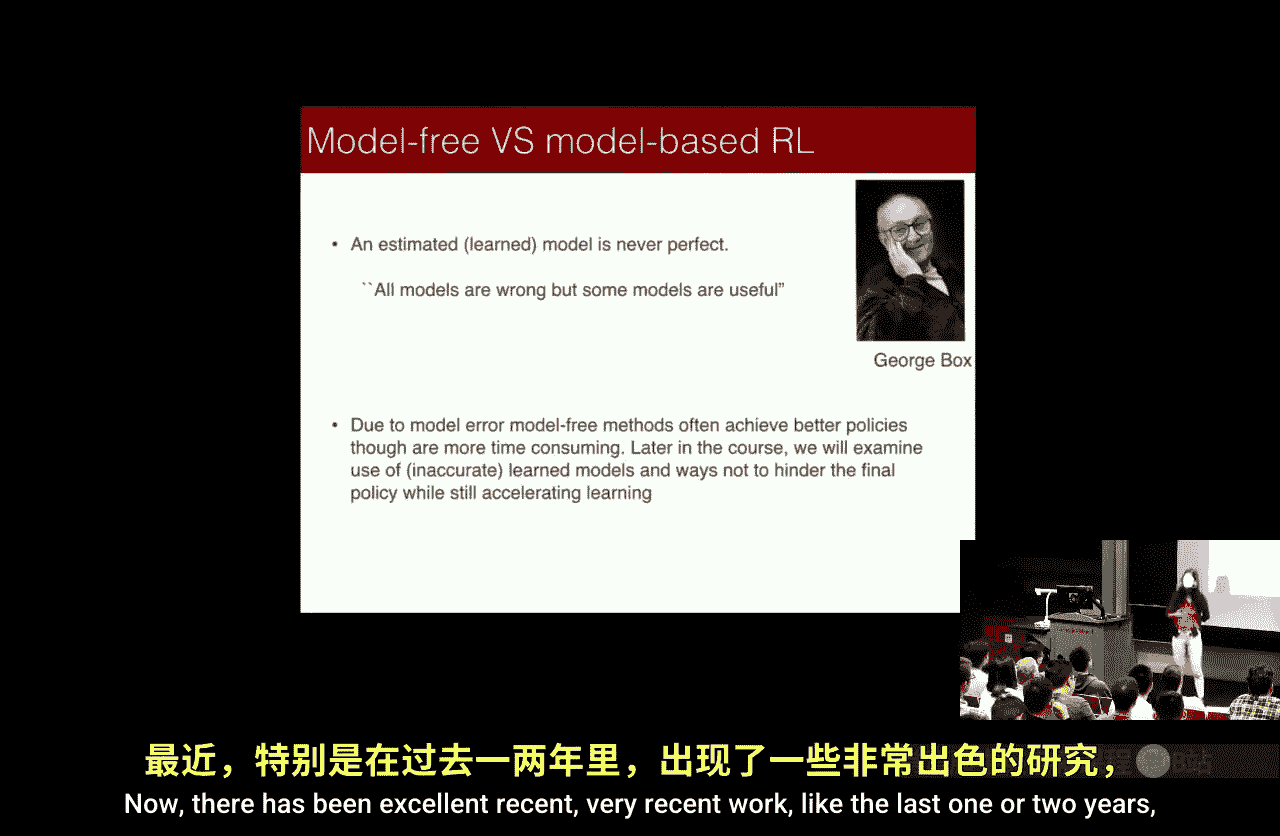 Model-free VS model-based RL
• An estimated (learned) model is never perfect.
``All models are wrong but some models are useful”
George Box
• Due to model error model-free methods often achieve better policies
though are more time consuming. Later in the course, we will examine
use of (inaccurate) learned models and ways not to hinder the final
policy while still accelerating learning
最近，特别是在过去一两年里，出现了一些非常出色的研究，
Now, there has been excellent recent, very recent work, like the last one or two years,